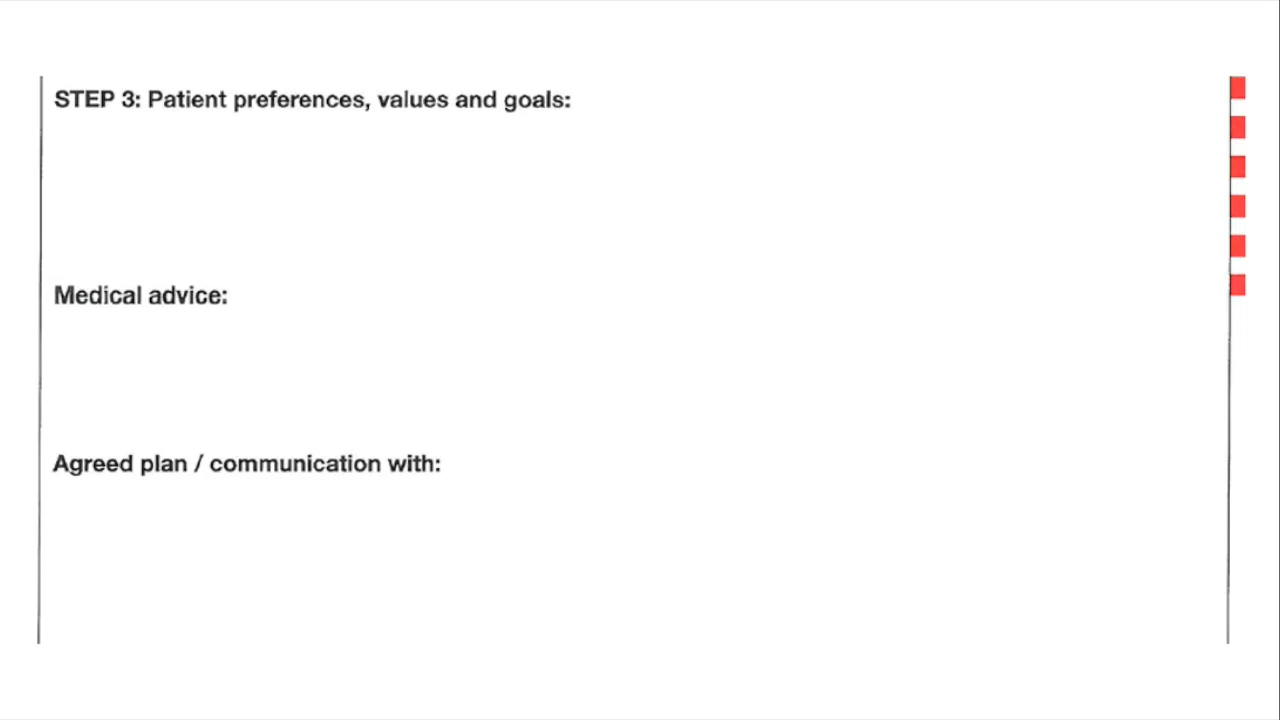 STEP 3: Patient preferences, values and goals:
Medical advice:
Agreed plan / communication with: